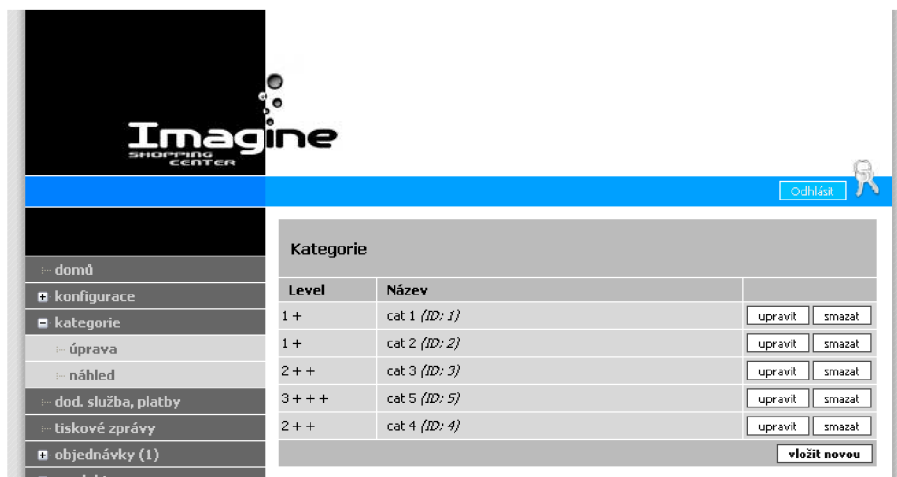 Imagine
SHOPPING
CENTER
Odhlásit
Kategorie
domů
konfigurace
kategorie
úprava
náhled
dod. služba, platby
tiskové zprávy
objednávky (1)
Level Název
1 + cat 1 (ID: 1) upravit smazat
1 + cat 2 (ID: 2) upravit smazat
2 + + cat 3 (ID: 3) upravit smazat
3 + + + cat 5 (ID: 5) upravit smazat
2 + + cat 4 (ID: 4) upravit smazat
vložit novou